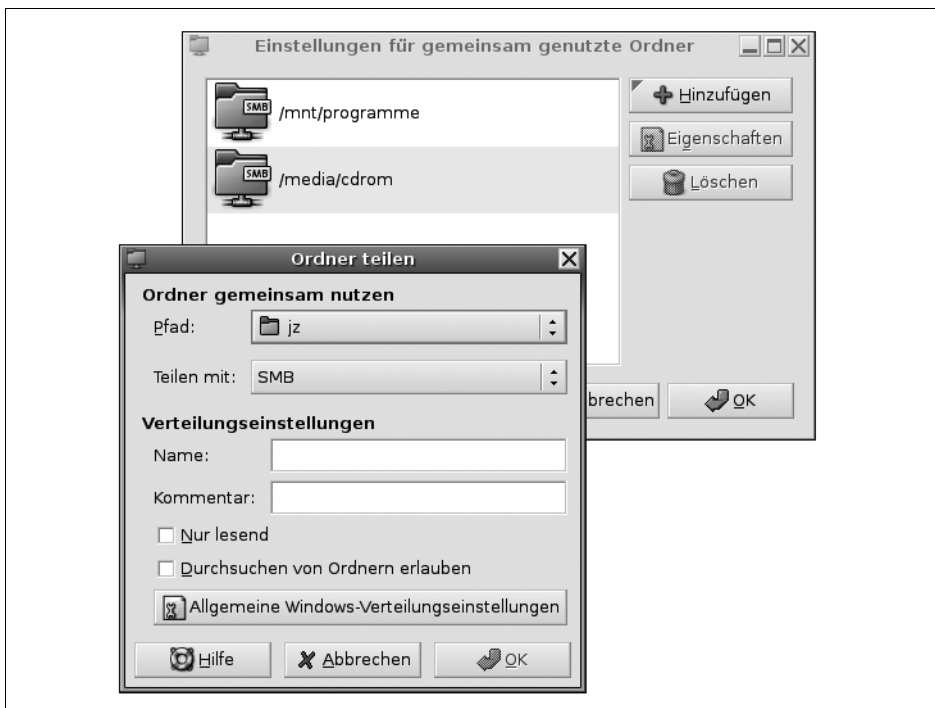 Einstellungen für gemeinsam genutzte Ordner
SMB
/mnt/programme
Hinzufügen
Eigenschaften
SMB
/media/cdrom
Löschen
Ordner teilen
Ordner gemeinsam nutzen
Pfad:
jz
Teilen mit:
SMB
brechen
OK
Verteilungseinstellungen
Name:
Kommentar:
Nur lesend
Durchsuchen von Ordnern erlauben
Allgemeine Windows-Verteilungseinstellungen
Hilfe
Abbrechen
OK